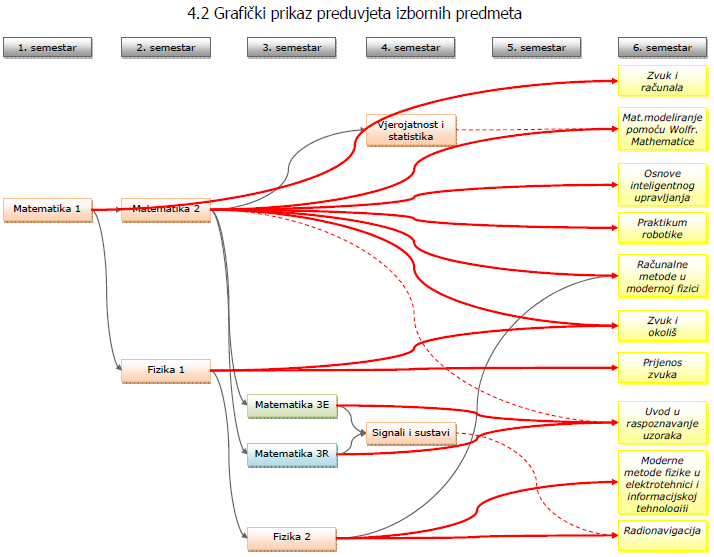 4.2 Grafički prikaz preduvjeta izbornih predmeta
1. semestar
2. semestar
3. semestar
4. semestar
5. semestar
6. semestar
Zvuk i
računala
Vjerojatnost i
statistika
Mat.modeliranje
pomoću Wolfr.
Mathematice
Osnove
inteligentnog
upravljanja
Matematika 1
Matematika 2
Praktikum
robotike
Računalne
metode u
modernoj fizici
Zvuk i
okoliš
Fizika 1
Prijenos
zvuka
Matematika 3E
Uvod u
raspoznavanje
uzoraka
Signali i sustavi
Matematika 3R
Moderne
metode fizike u
elektrotehnici i
informacijskoj
tehnologiji
Fizika 2
Radionavigacija